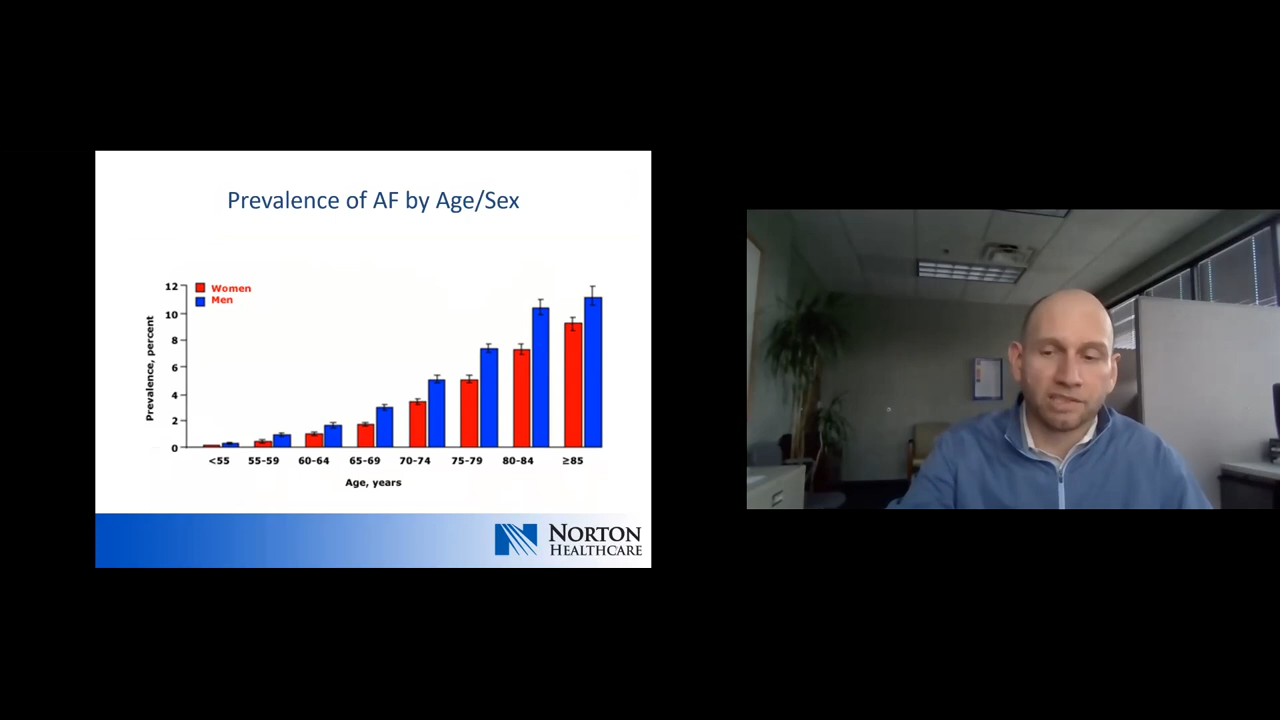 Prevalence of AF by Age/Sex
Women
Men
12
10
8
6
4
2
0
Prevalence, percent
<55 55-59 60-64 65-69 70-74 75-79 80-84 ≥85
Age, years
NORTON
HEALTHCARE